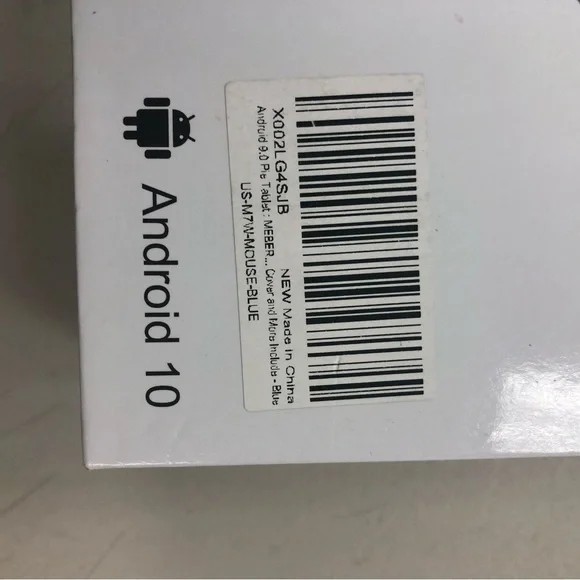 X002LG4SJB
NEW Made in China
Android 9.0 Pie Tablet : MEBER... Cover and More Include - Blue
US-M7W-MOUSE-BLUE
Android 10